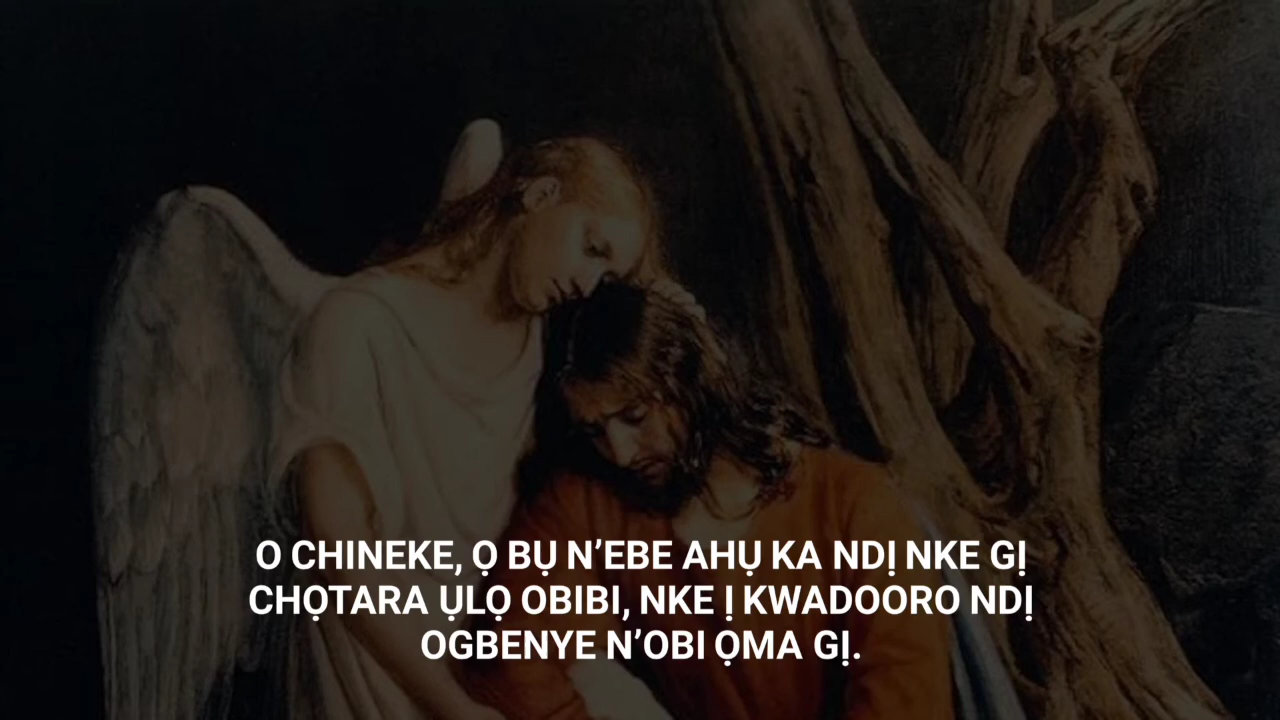 O CHINEKE, Ọ BỤ N’EBE AHỤ KA NDỊ NKE GỊ
CHỌTARA ỤLỌ OBIBI, NKE Ị KWADOORO NDỊ
OGBENYE N’OBI ỌMA GỊ.